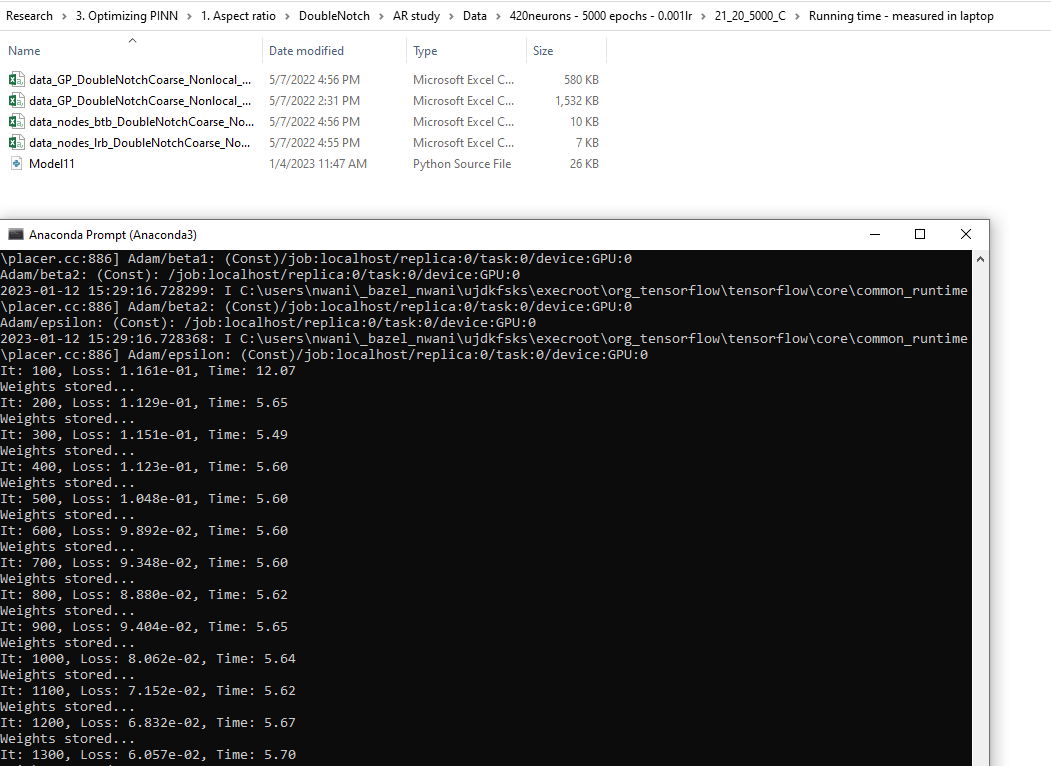 Research > 3. Optimizing PINN > 1. Aspect ratio > DoubleNotch > AR study > Data > 420neurons - 5000 epochs - 0.001lr > 21_20_5000_C > Running time - measured in laptop
Name Date modified Type Size
data_GP_DoubleNotchCoarse_Nonlocal_... 5/7/2022 4:56 PM Microsoft Excel C... 580 KB
data_GP_DoubleNotchCoarse_Nonlocal_... 5/7/2022 2:31 PM Microsoft Excel C... 1,532 KB
data_nodes_btb_DoubleNotchCoarse_No... 5/7/2022 4:56 PM Microsoft Excel C... 10 KB
data_nodes_lrb_DoubleNotchCoarse_No... 5/7/2022 4:55 PM Microsoft Excel C... 7 KB
Model11 1/4/2023 11:47 AM Python Source File 26 KB
Anaconda Prompt (Anaconda3)
\placer.cc:886] Adam/beta1: (Const)/job:localhost/replica:0/task:0/device:GPU:0
Adam/beta2: (Const): /job:localhost/replica:0/task:0/device:GPU:0
2023-01-12 15:29:16.728299: I C:\users\nwani\_bazel_nwani\ujdkfsks\execroot\org_tensorflow\tensorflow\core\common_runtime
\placer.cc:886] Adam/beta2: (Const)/job:localhost/replica:0/task:0/device:GPU:0
Adam/epsilon: (Const): /job:localhost/replica:0/task:0/device:GPU:0
2023-01-12 15:29:16.728368: I C:\users\nwani\_bazel_nwani\ujdkfsks\execroot\org_tensorflow\tensorflow\core\common_runtime
\placer.cc:886] Adam/epsilon: (Const)/job:localhost/replica:0/task:0/device:GPU:0
It: 100, Loss: 1.161e-01, Time: 12.07
Weights stored...
It: 200, Loss: 1.129e-01, Time: 5.65
Weights stored...
It: 300, Loss: 1.151e-01, Time: 5.49
Weights stored...
It: 400, Loss: 1.123e-01, Time: 5.60
Weights stored...
It: 500, Loss: 1.048e-01, Time: 5.60
Weights stored...
It: 600, Loss: 9.892e-02, Time: 5.60
Weights stored...
It: 700, Loss: 9.348e-02, Time: 5.60
Weights stored...
It: 800, Loss: 8.880e-02, Time: 5.62
Weights stored...
It: 900, Loss: 9.404e-02, Time: 5.65
Weights stored...
It: 1000, Loss: 8.062e-02, Time: 5.64
Weights stored...
It: 1100, Loss: 7.152e-02, Time: 5.62
Weights stored...
It: 1200, Loss: 6.832e-02, Time: 5.67
Weights stored...
It: 1300, Loss: 6.057e-02, Time: 5.70